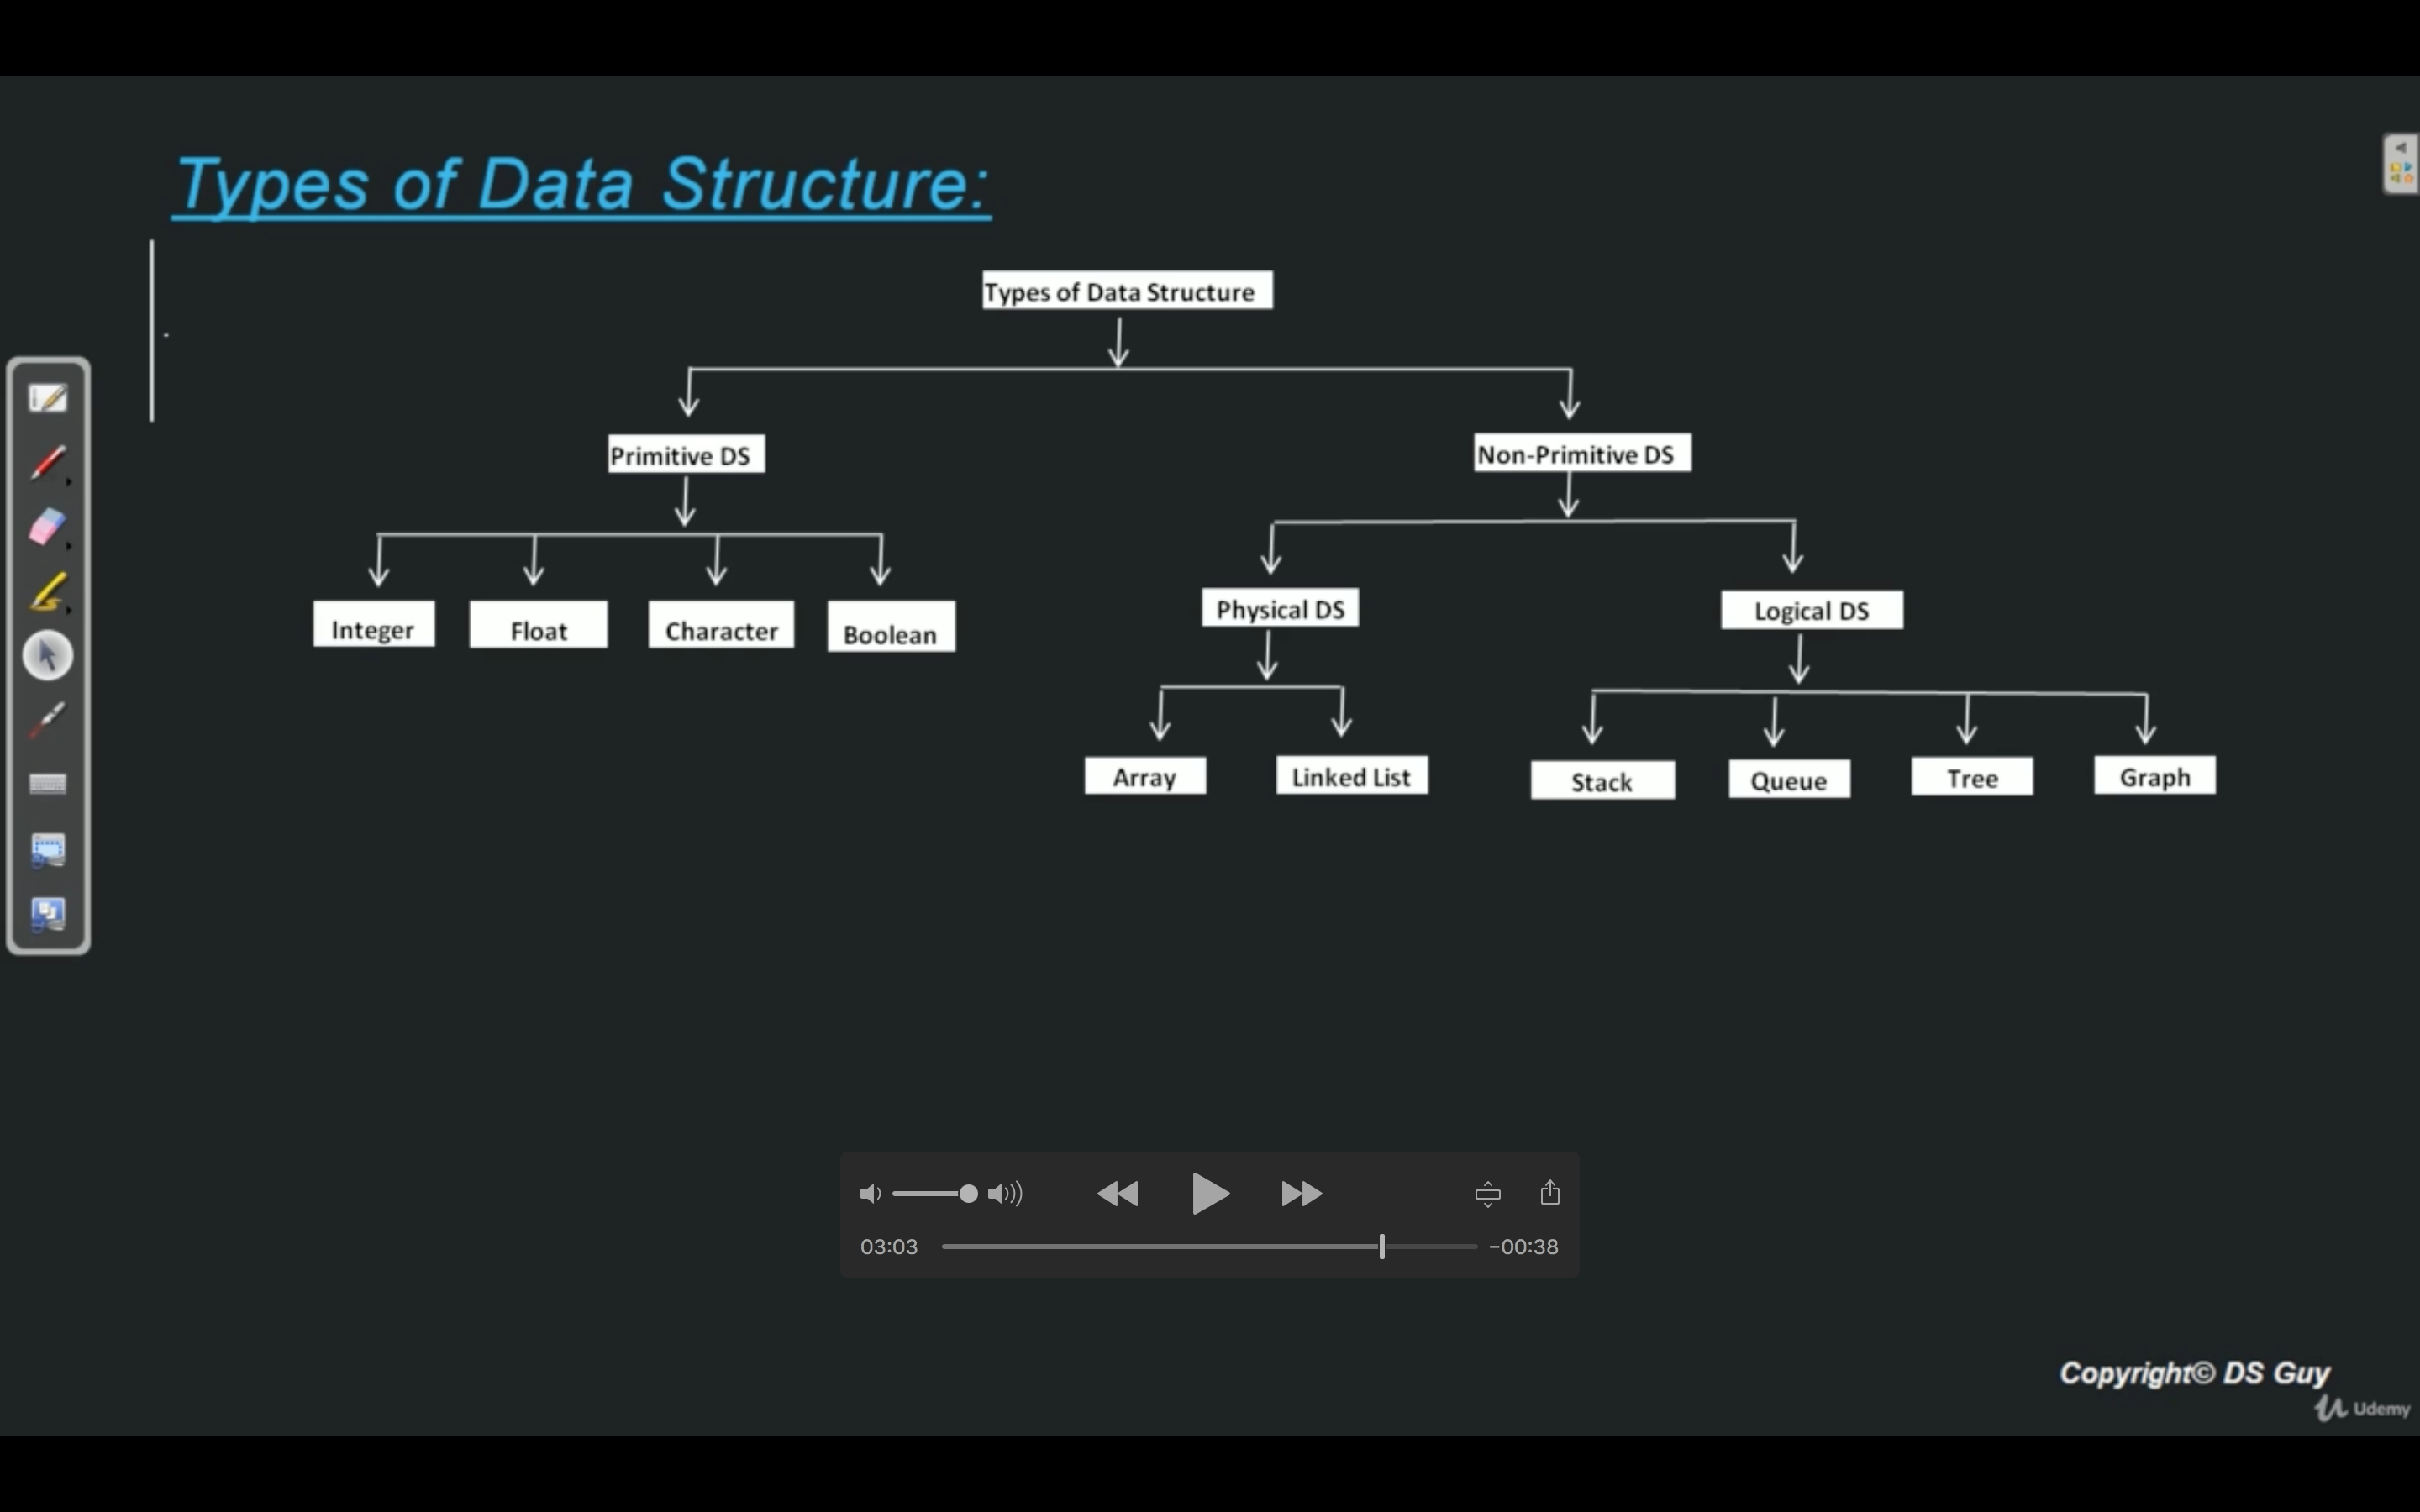 Types of Data Structure:
Types of Data Structure
Primitive DS
Non-Primitive DS
Integer
Float
Character
Boolean
Physical DS
Logical DS
Array
Linked List
Stack
Queue
Tree
Graph
03:03
-00:38
Copyright© DS Guy
Udemy